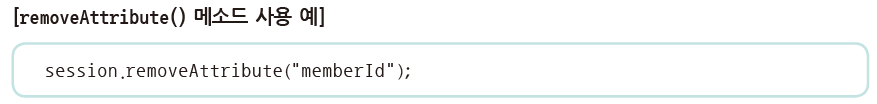 [removeAttribute() 메소드 사용 예]
session.removeAttribute("memberId");